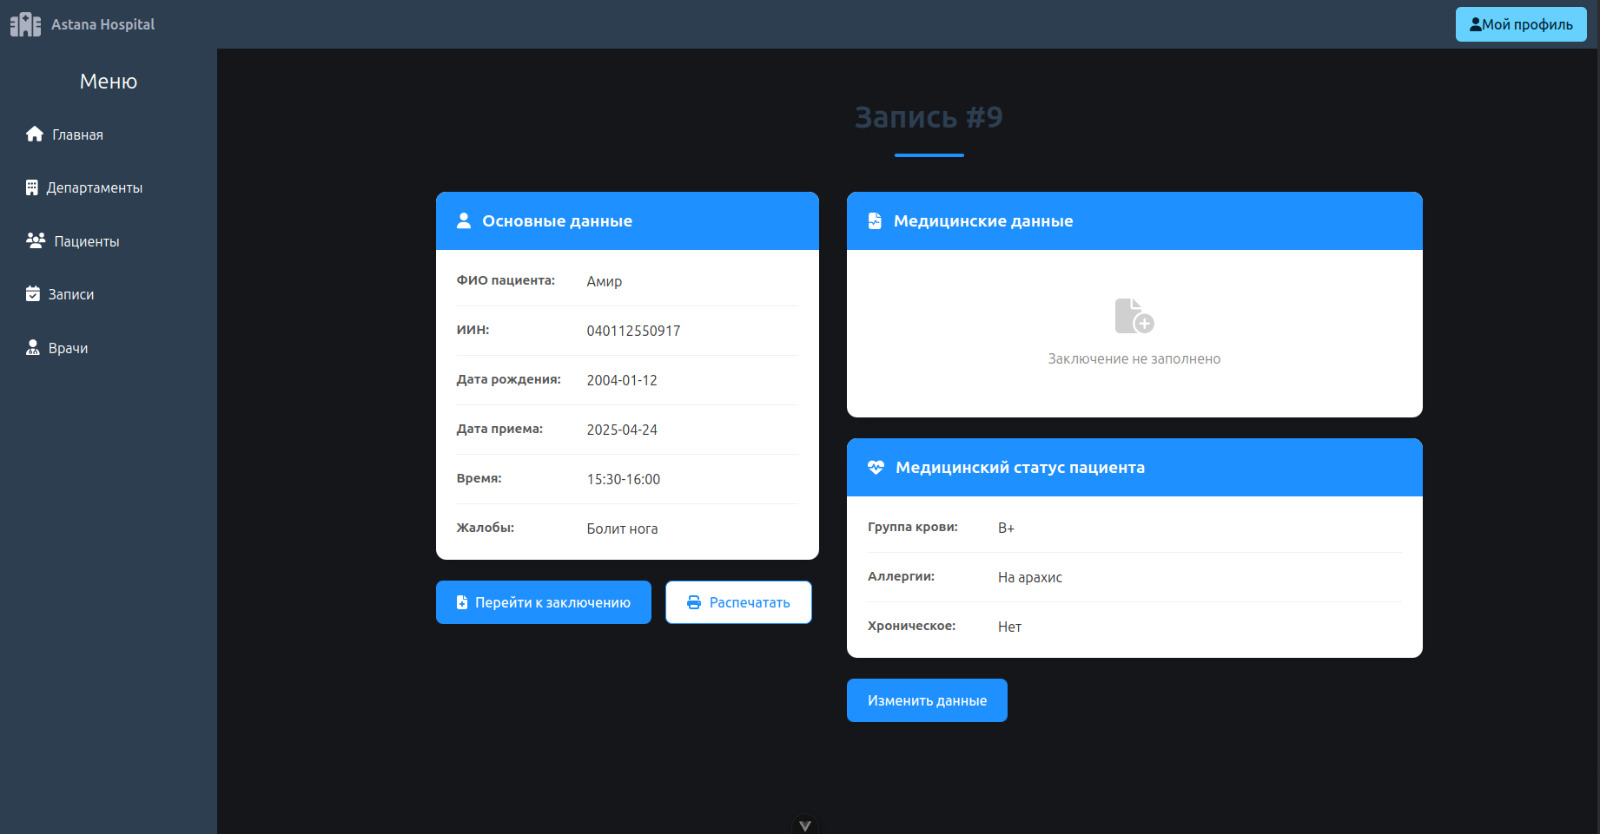 Astana Hospital
Мой профиль
Меню
Главная
Департаменты
Пациенты
Записи
Врачи
Запись #9
Основные данные
ФИО пациента: Амир
ИИН: 040112550917
Дата рождения: 2004-01-12
Дата приема: 2025-04-24
Время: 15:30-16:00
Жалобы: Болит нога
Перейти к заключению
Распечатать
Медицинские данные
Заключение не заполнено
Медицинский статус пациента
Группа крови: B+
Аллергии: На арахис
Хроническое: Нет
Изменить данные